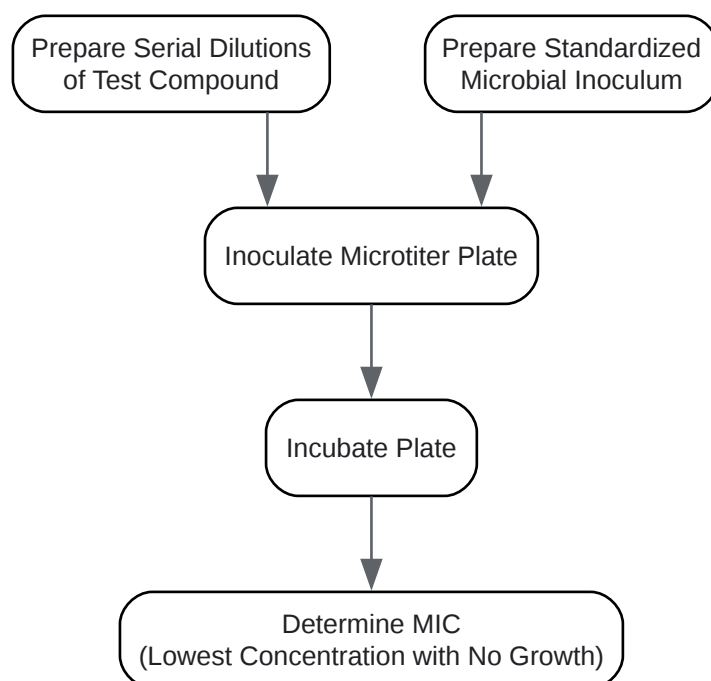 Prepare Serial Dilutions
of Test Compound
Prepare Standardized
Microbial Inoculum
Inoculate Microtiter Plate
Incubate Plate
Determine MIC
(Lowest Concentration with No Growth)